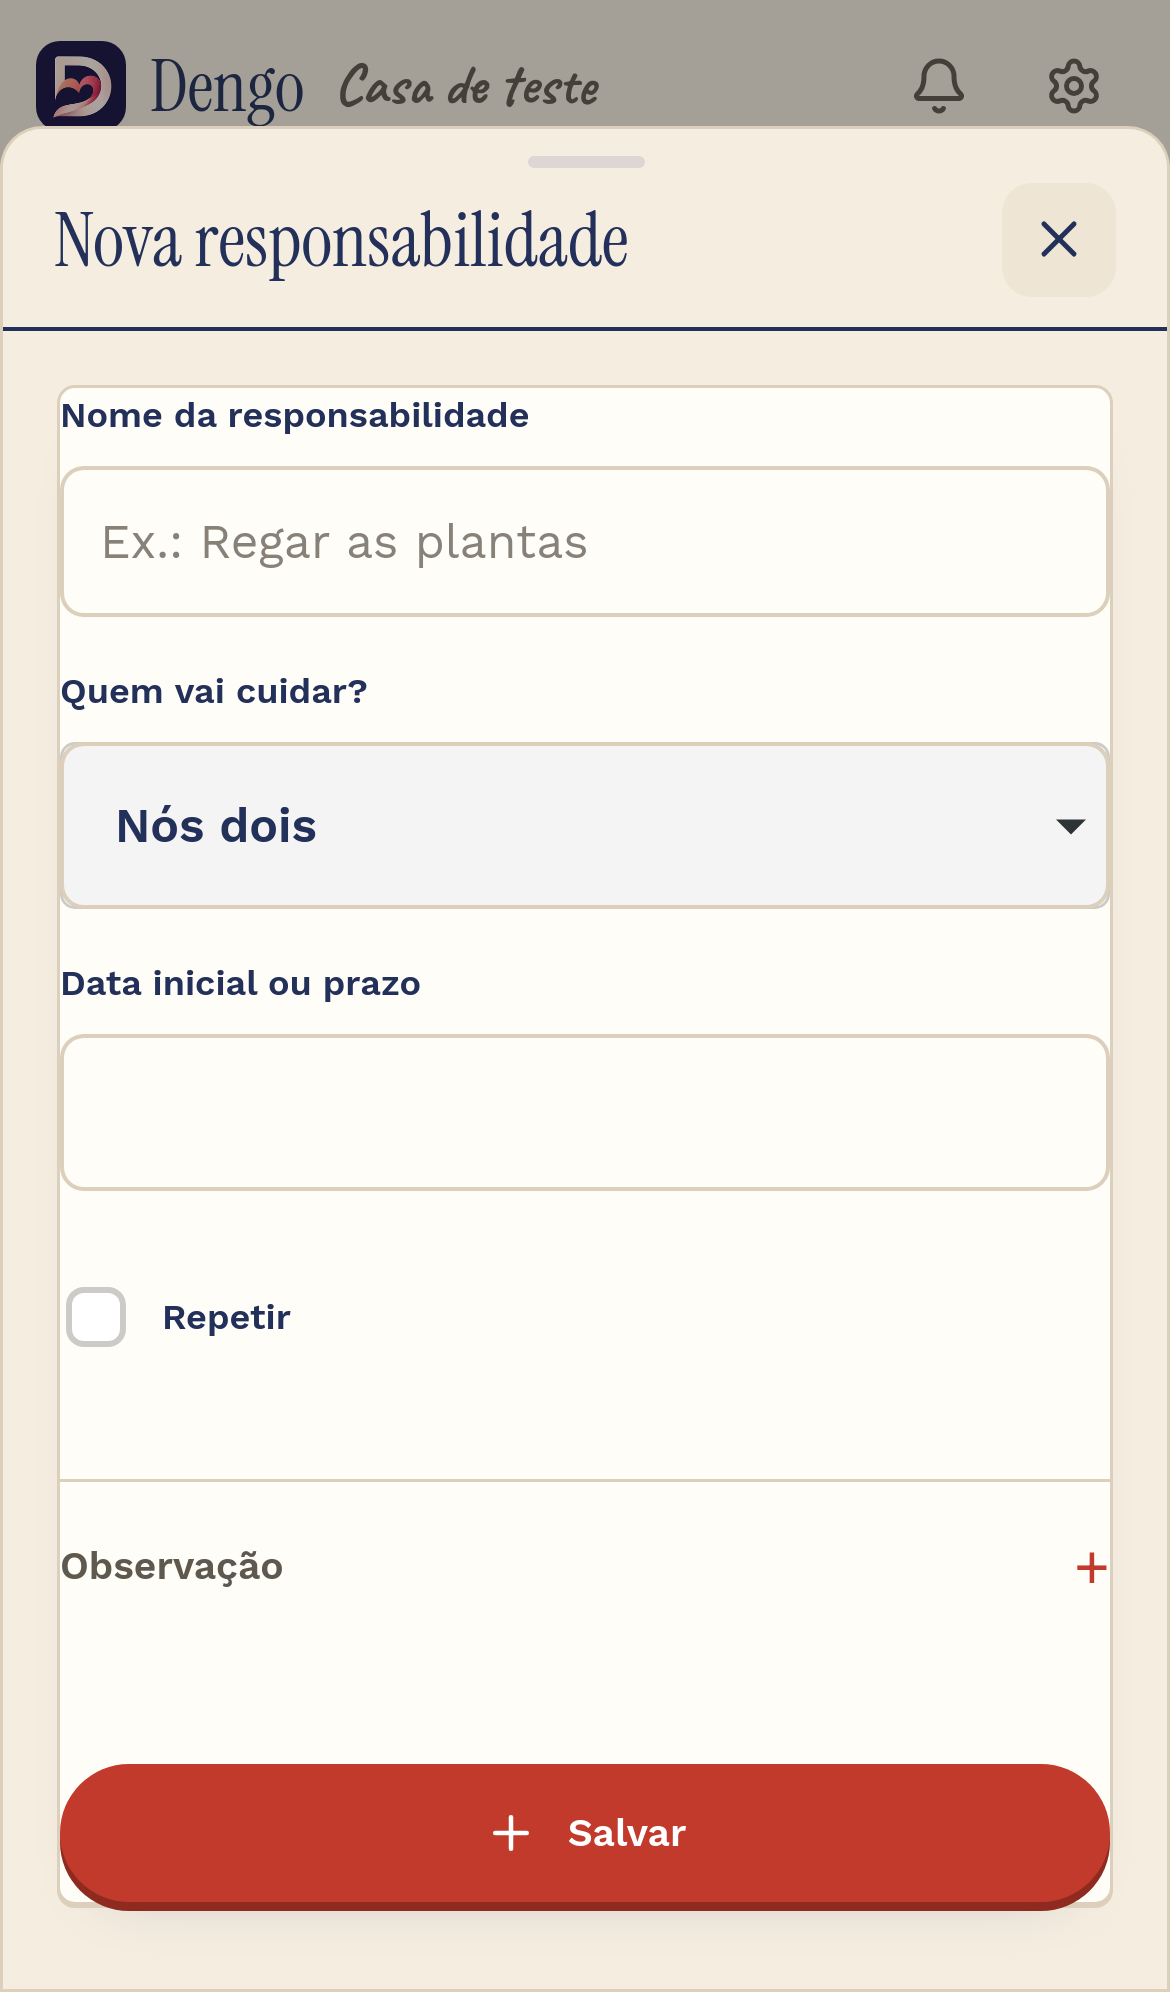 Dengo Casa de teste
Nova responsabilidade
Nome da responsabilidade
Ex.: Regar as plantas
Quem vai cuidar?
Nós dois
Data inicial ou prazo
Repetir
Observação +
+ Salvar